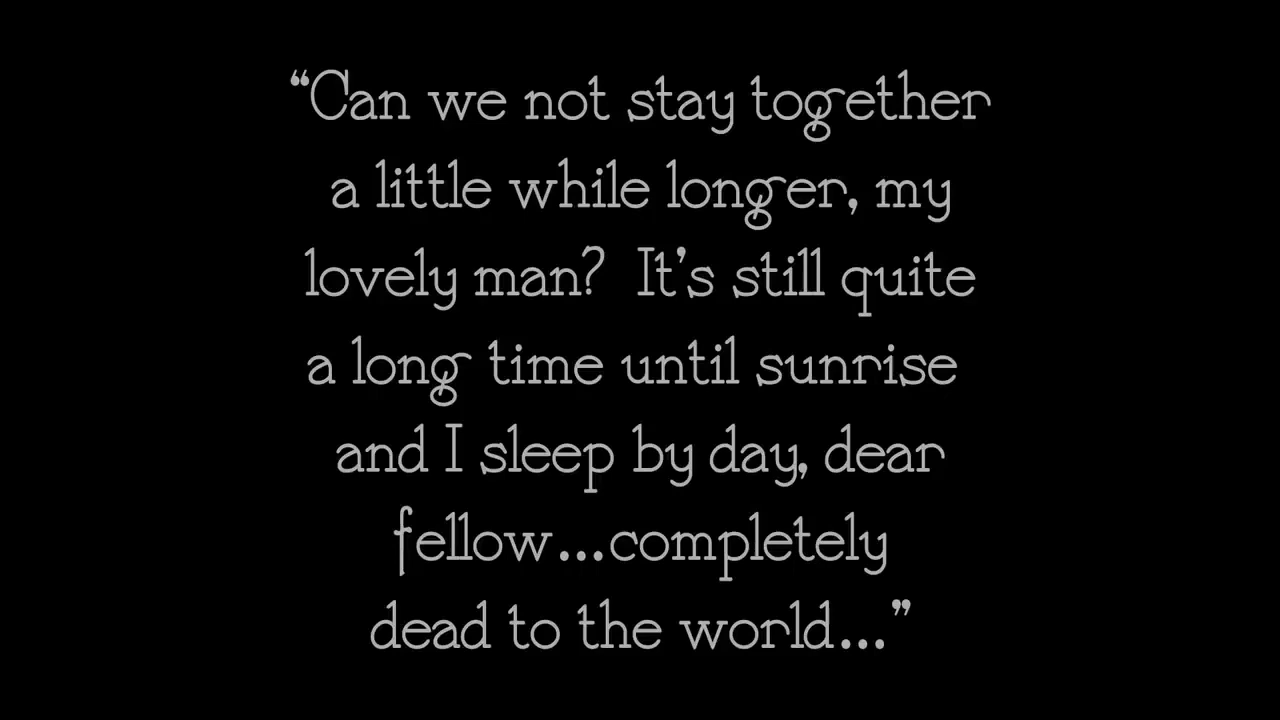 “Can we not stay together
a little while longer, my
lovely man?  It’s still quite
a long time until sunrise
and I sleep by day, dear
fellow...completely
dead to the world...”